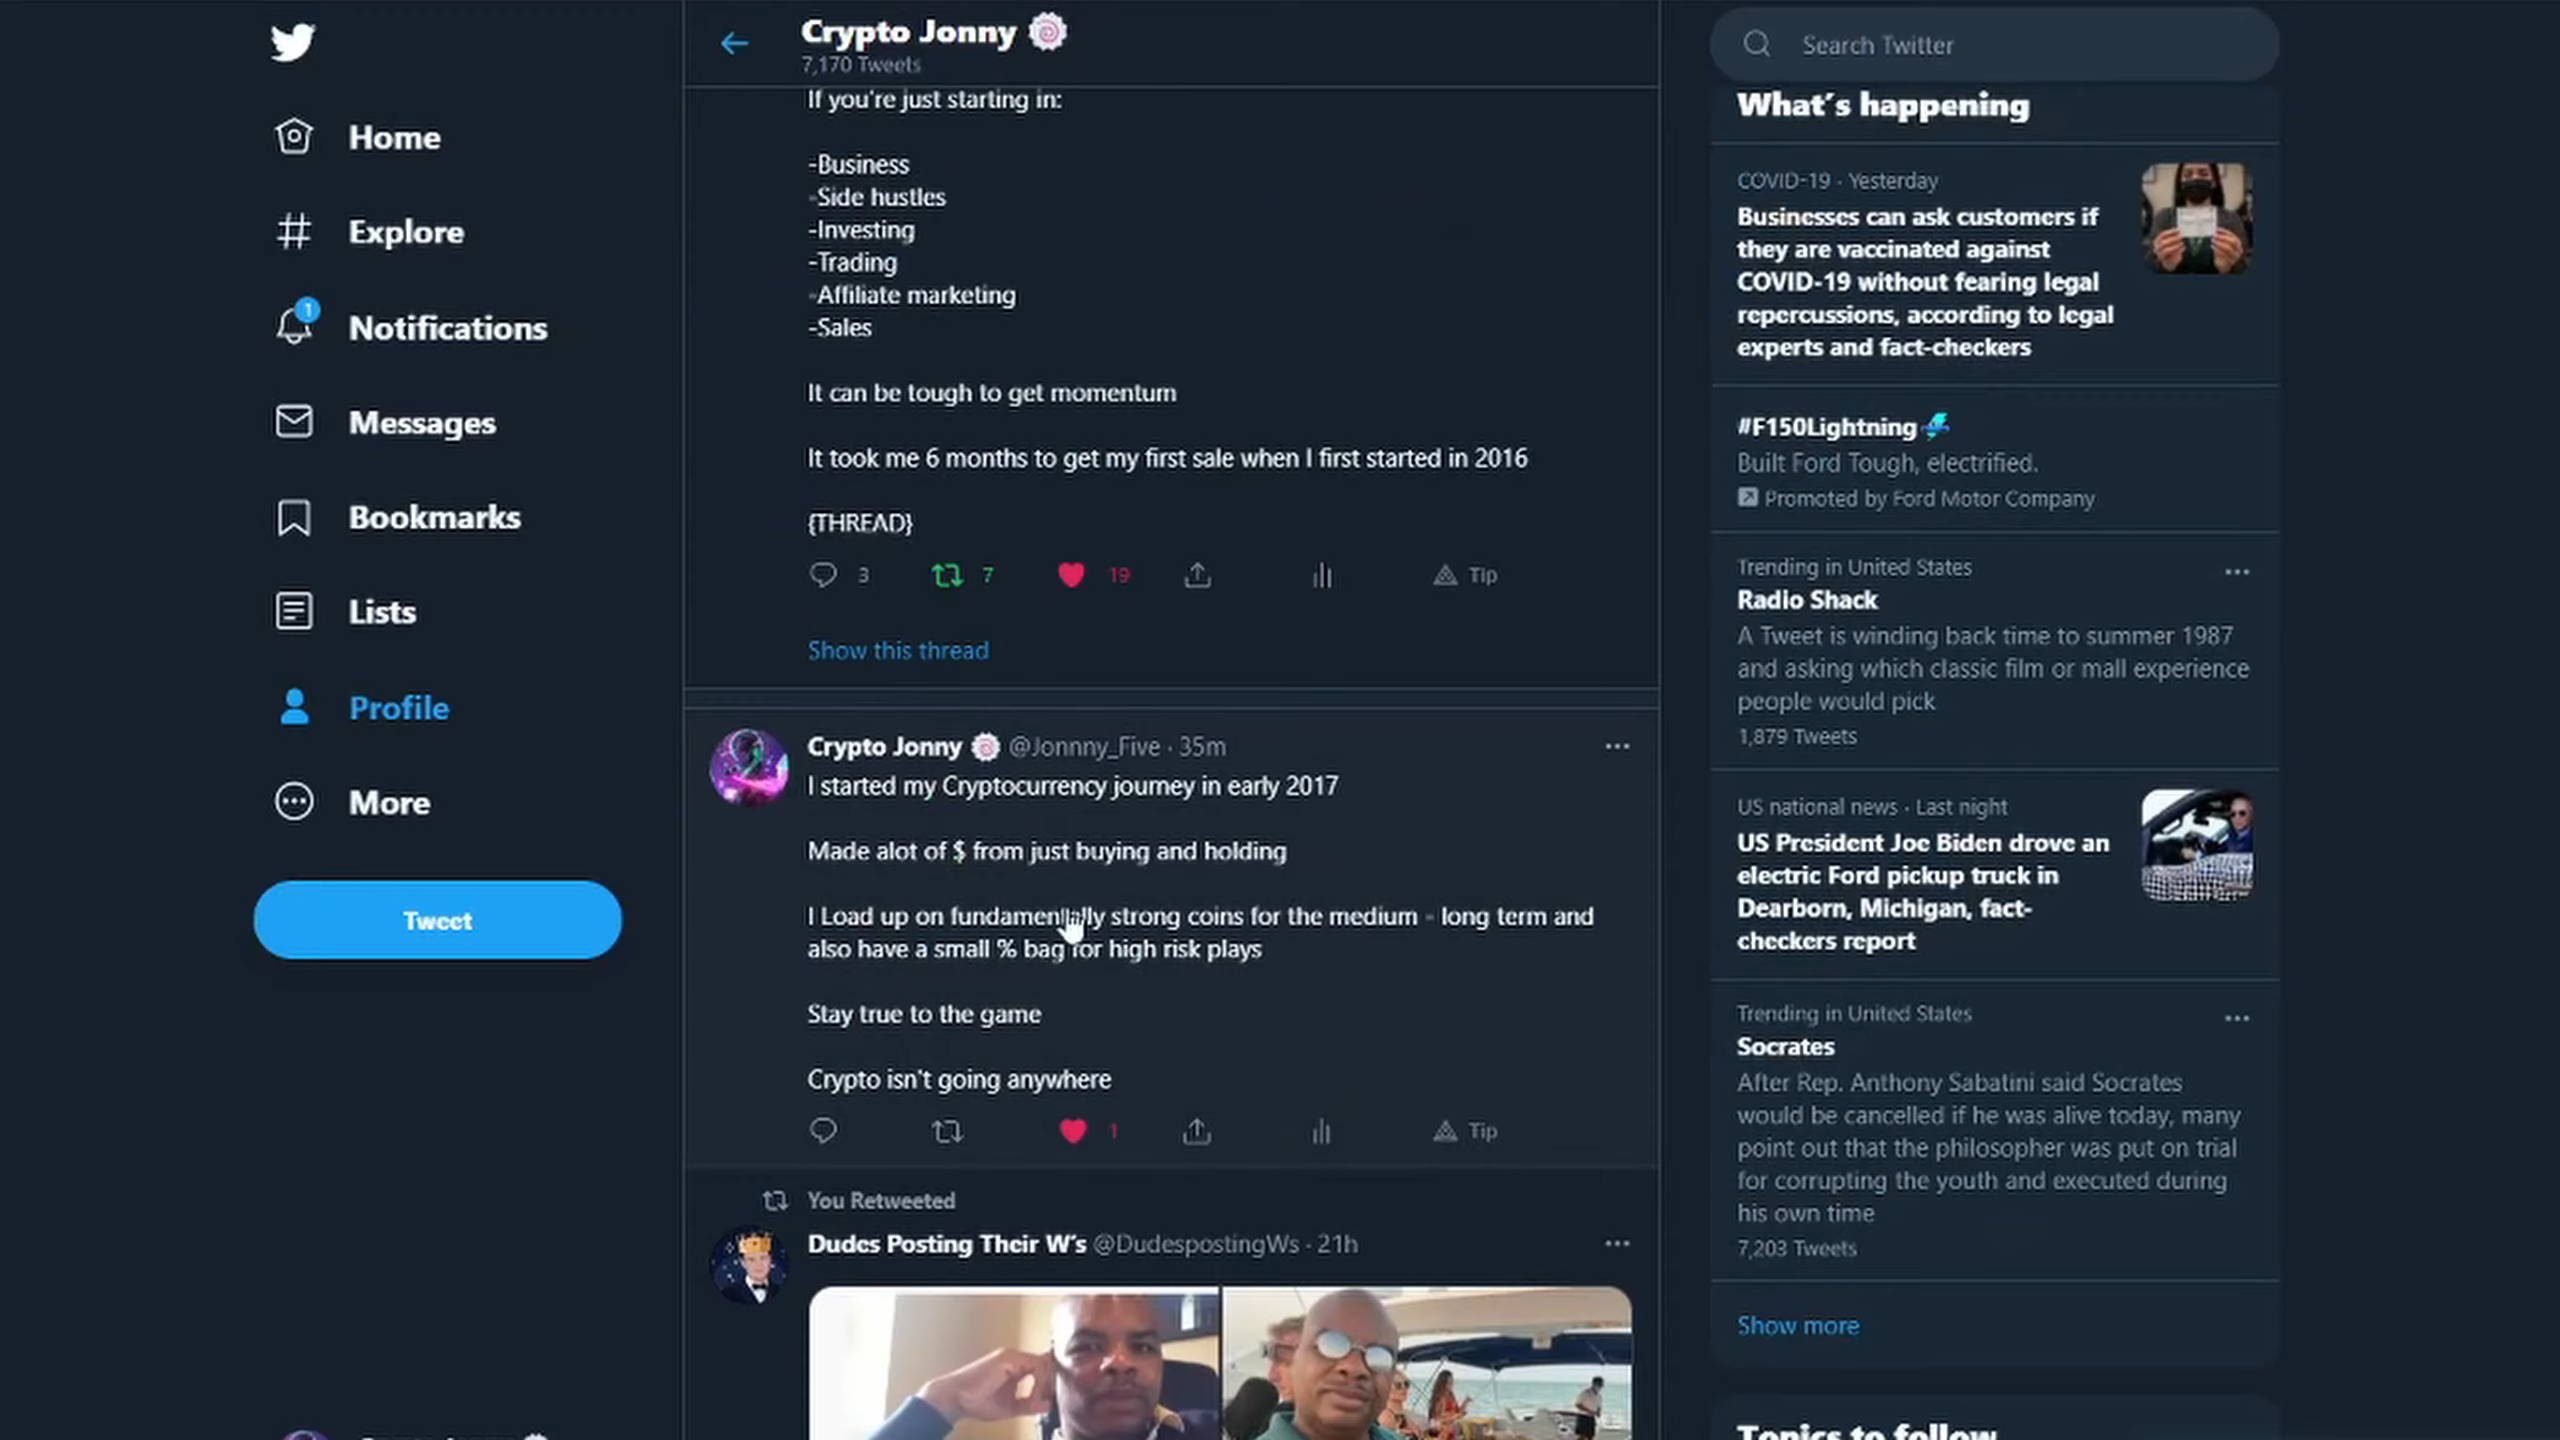 Home
Explore
1
Notifications
Messages
Bookmarks
Lists
Profile
More
Tweet
Crypto Jonny
7,170 Tweets
If you're just starting in:
-Business
-Side hustles
-Investing
-Trading
-Affiliate marketing
-Sales
It can be tough to get momentum
It took me 6 months to get my first sale when I first started in 2016
{THREAD}
3 7 19 Tip
Show this thread
Crypto Jonny @Jonnny_Five · 35m
I started my Cryptocurrency journey in early 2017
Made alot of $ from just buying and holding
I Load up on fundamentally strong coins for the medium - long term and
also have a small % bag for high risk plays
Stay true to the game
Crypto isn't going anywhere
1 Tip
You Retweeted
Dudes Posting Their W's @DudespostingWs · 21h
Search Twitter
What's happening
COVID-19 · Yesterday
Businesses can ask customers if
they are vaccinated against
COVID-19 without fearing legal
repercussions, according to legal
experts and fact-checkers
#F150Lightning
Built Ford Tough, electrified.
Promoted by Ford Motor Company
Trending in United States
Radio Shack
A Tweet is winding back time to summer 1987
and asking which classic film or mall experience
people would pick
1,879 Tweets
US national news · Last night
US President Joe Biden drove an
electric Ford pickup truck in
Dearborn, Michigan, fact-
checkers report
Trending in United States
Socrates
After Rep. Anthony Sabatini said Socrates
would be cancelled if he was alive today, many
point out that the philosopher was put on trial
for corrupting the youth and executed during
his own time
7,203 Tweets
Show more
Topics to follow